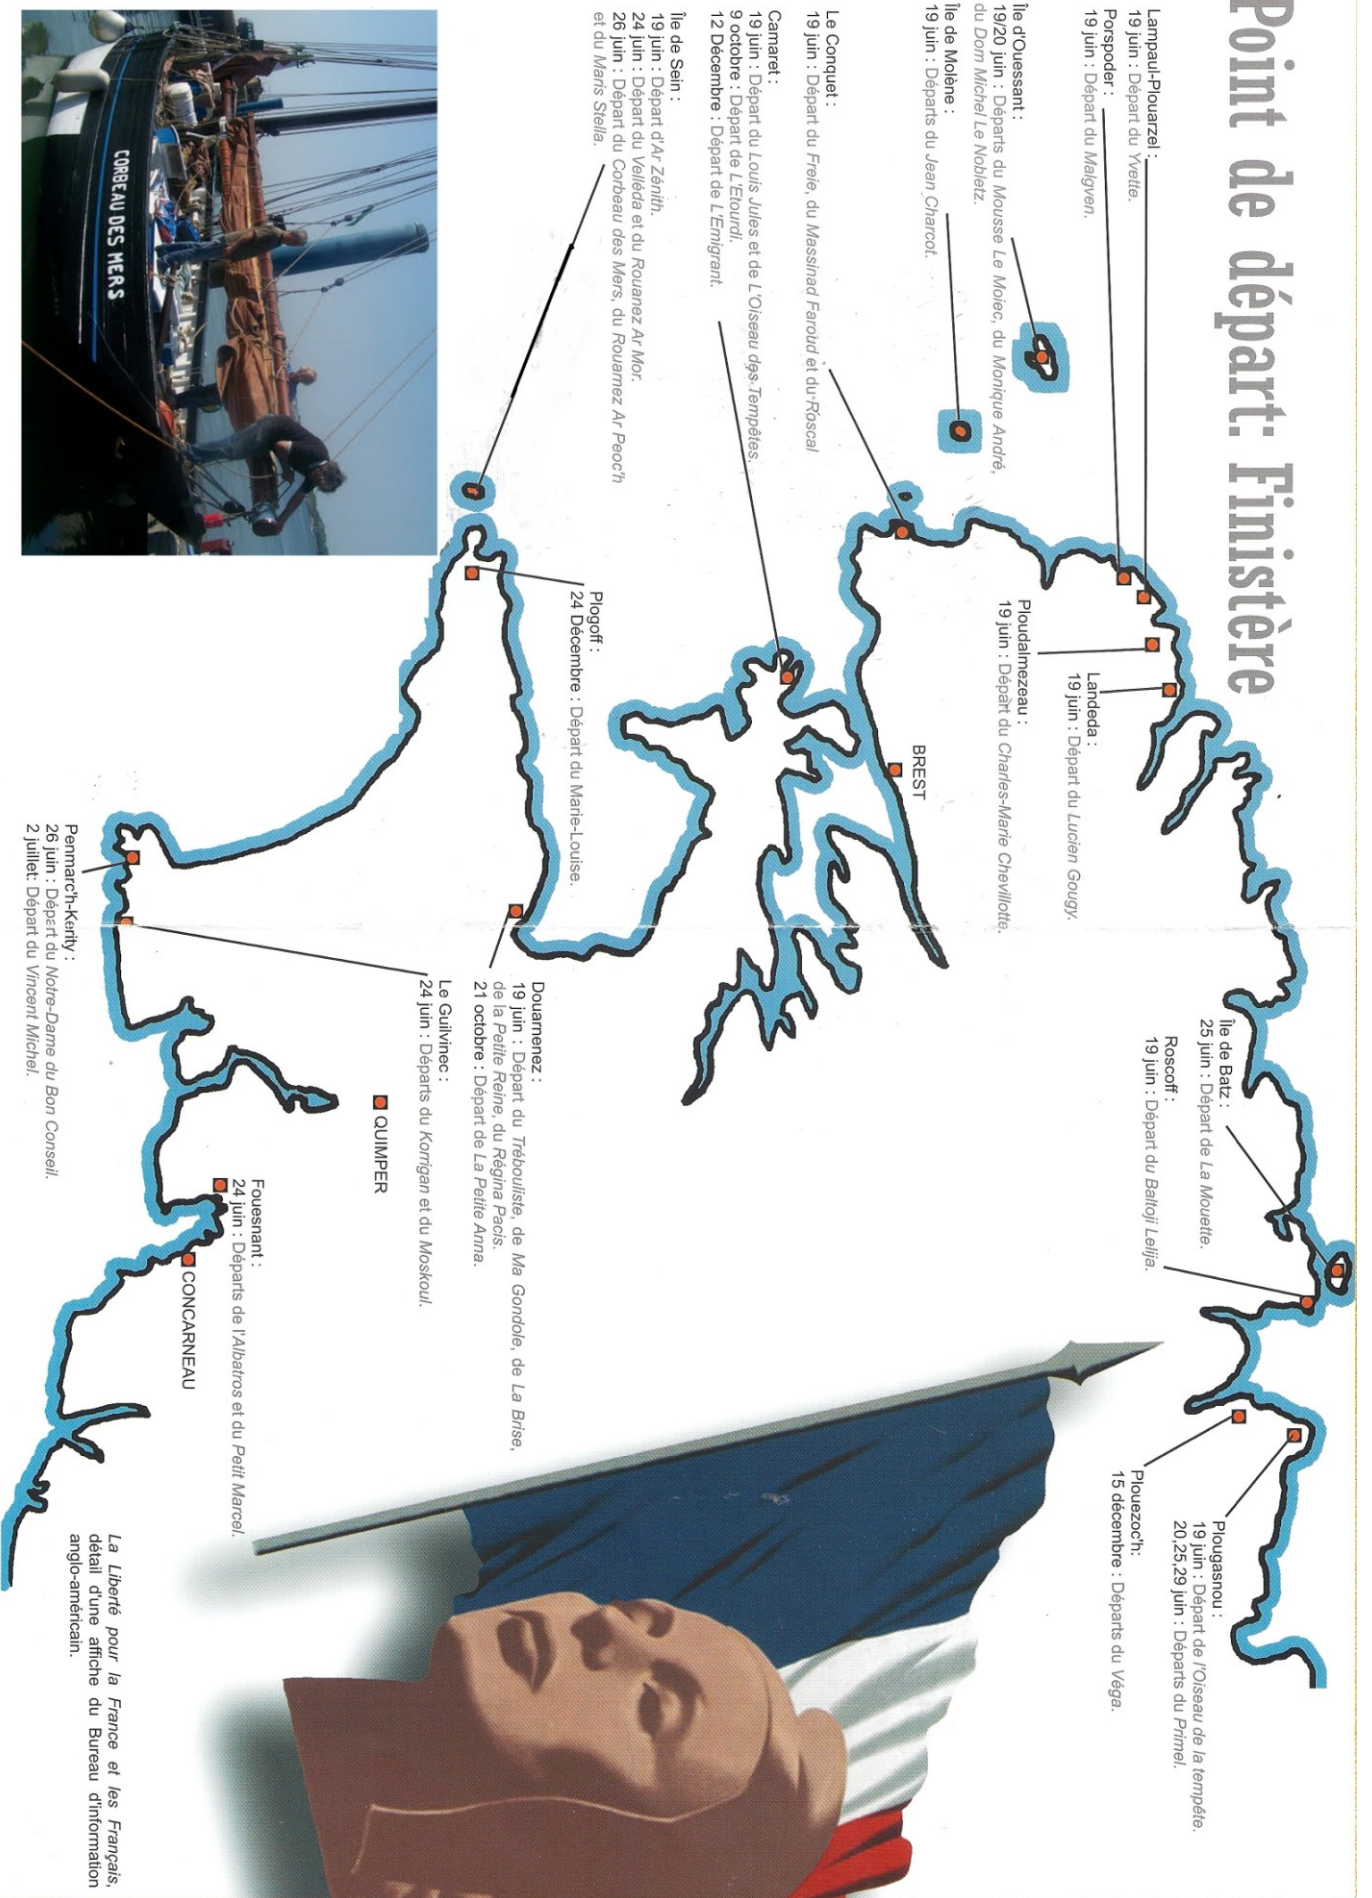 Point de départ: Finistère
Lampaul-Plouarzel :
19 juin : Départ du Yvette.
Porspoder :
19 juin : Départ du Malgven.
Île d'Ouessant :
19/20 juin : Départs du Mousse Le Moiec, du Monique André,
du Dom Michel Le Nobletz.
Île de Molène :
19 juin : Départs du Jean Charcot.
Le Conquet :
19 juin : Départ du Freie, du Massinad Faroud et du Roscal
Camaret :
19 juin : Départ du Louis Jules et de L'Oiseau des Tempêtes.
9 octobre : Départ de L'Etourdi.
12 Décembre : Départ de L'Emigrant.
Île de Sein :
19 juin : Départ d'Ar Zénith.
24 juin : Départ du Velléda et du Rouanez Ar Mor.
26 juin : Départ du Corbeau des Mers, du Rouarnez Ar Peoc'h
et du Maris Stella.
CORBEAU DES MERS
Landeda :
19 juin : Départ du Lucien Gougy.
Ploudalmezeau :
19 juin : Départ du Charles-Marie Chevillotte.
BREST
Plogoff :
24 Décembre : Départ du Marie-Louise.
Île de Batz :
25 juin : Départ de La Mouette.
Roscoff :
19 juin : Départ du Baltoji Lelija.
Plougasnou :
19 juin : Départ de l'Oiseau de la tempête.
20,25,29 juin : Départs du Primel.
Plouezoc'h:
15 décembre : Départs du Véga.
Douarnenez :
19 juin : Départ du Trébouliste, de Ma Gondole, de La Brise,
de la Petite Reine, du Régina Pacis.
21 octobre : Départ de La Petite Anna.
Le Guilvinec :
24 juin : Départs du Korrigan et du Moskoul.
QUIMPER
Fouesnant :
24 juin : Départs de l'Albatros et du Petit Marcel.
CONCARNEAU
Penmarc'h-Kerity :
26 juin : Départ du Notre-Dame du Bon Conseil.
2 juillet: Départ du Vincent Michel.
La Liberté pour la France et les Français,
détail d'une affiche du Bureau d'information
anglo-américain.